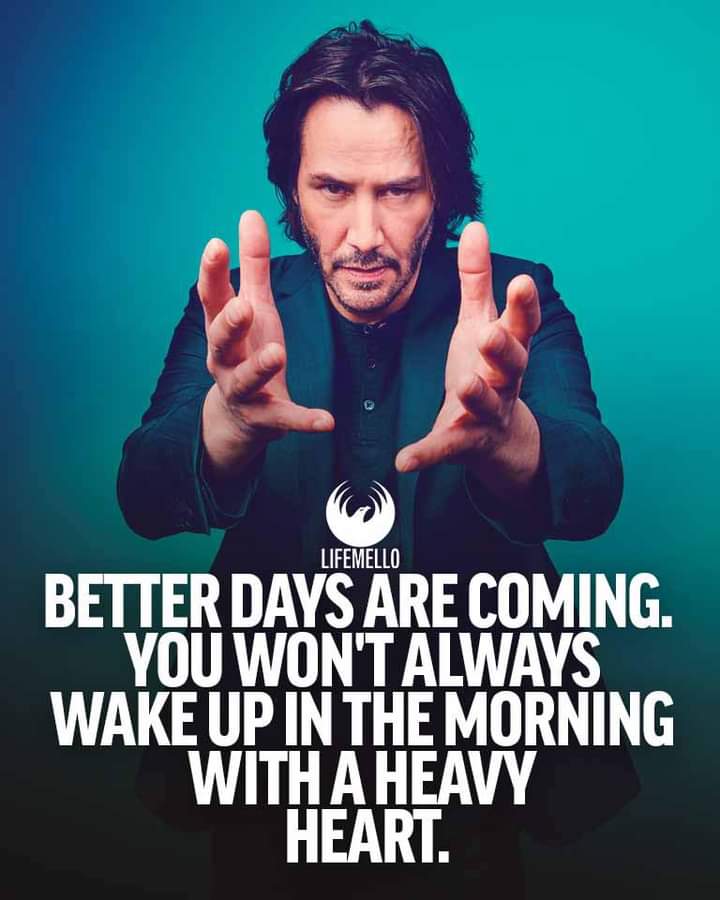 LIFEMELLO
BETTER DAYS ARE COMING.
YOU WON'T ALWAYS
WAKE UP IN THE MORNING
WITH A HEAVY
HEART.